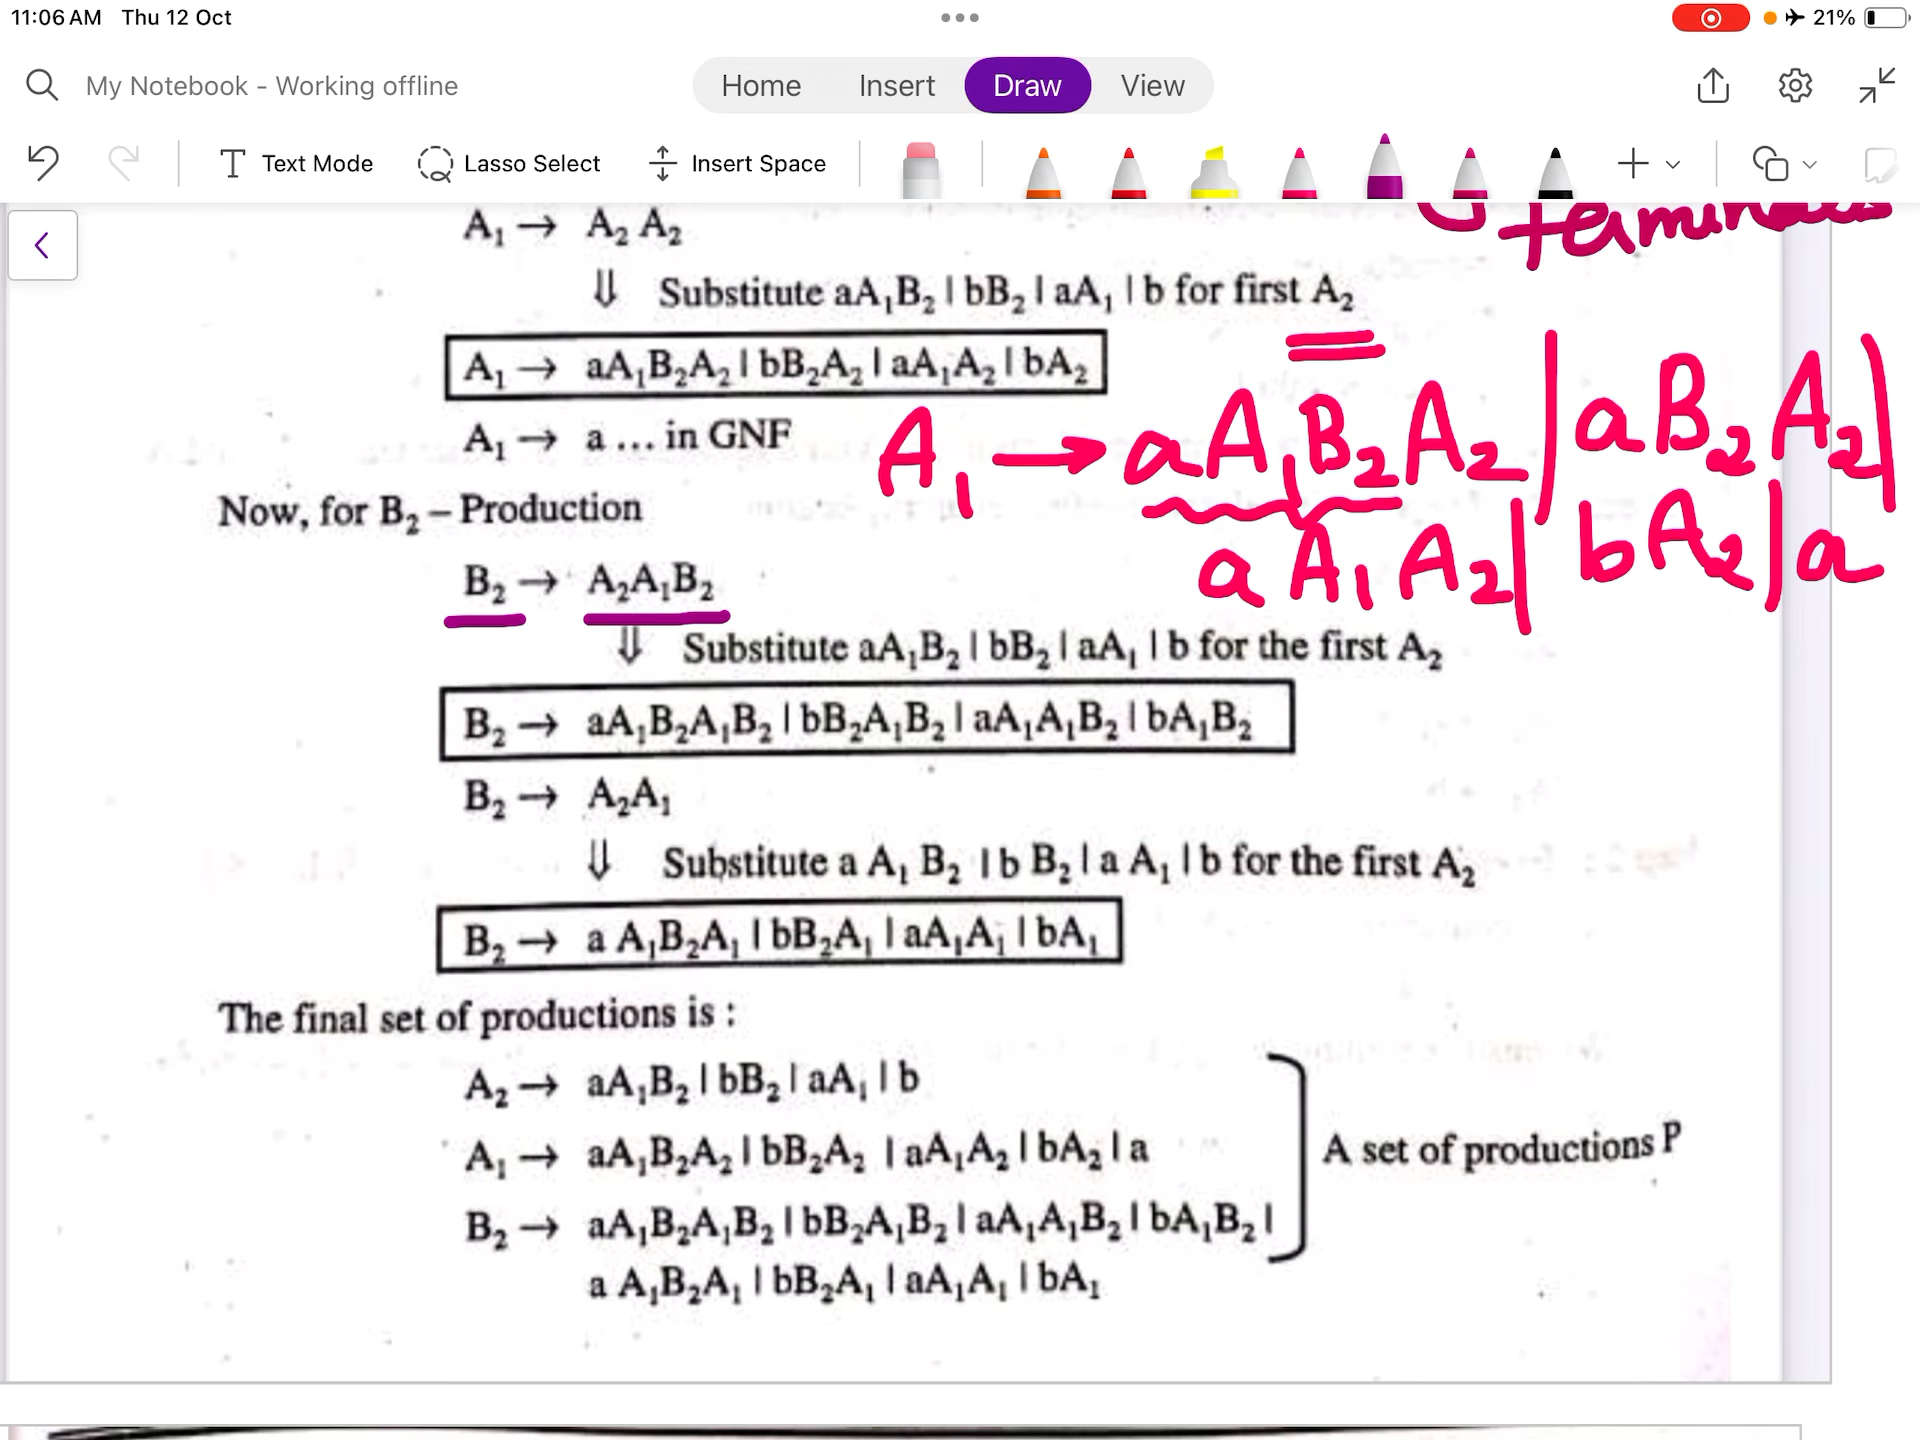 11:06 AM Thu 12 Oct
21%
My Notebook - Working offline
Home Insert Draw View
Text Mode Lasso Select Insert Space
A₁ → A₂ A₂
terminals
⇓ Substitute aA₁B₂ | bB₂ | aA₁ | b for first A₂
A₁ → aA₁B₂A₂ | bB₂A₂ | aA₁A₂ | bA₂
A₁ → a ... in GNF
A₁ → aA₁B₂A₂ | aB₂A₂ |
aA₁A₂ | bA₂ | a
Now, for B₂ – Production
B₂ → A₂A₁B₂
⇓ Substitute aA₁B₂ | bB₂ | aA₁ | b for the first A₂
B₂ → aA₁B₂A₁B₂ | bB₂A₁B₂ | aA₁A₁B₂ | bA₁B₂
B₂ → A₂A₁
⇓ Substitute a A₁ B₂ | b B₂ | a A₁ | b for the first A₂
B₂ → a A₁B₂A₁ | bB₂A₁ | aA₁A₁ | bA₁
The final set of productions is :
A₂ → aA₁B₂ | bB₂ | aA₁ | b
A₁ → aA₁B₂A₂ | bB₂A₂ | aA₁A₂ | bA₂ | a
A set of productions P
B₂ → aA₁B₂A₁B₂ | bB₂A₁B₂ | aA₁A₁B₂ | bA₁B₂ |
a A₁B₂A₁ | bB₂A₁ | aA₁A₁ | bA₁